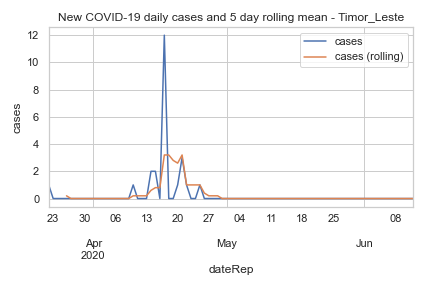 New COVID-19 daily cases and 5 day rolling mean - Timor_Leste
cases
cases (rolling)
12
10
8
6
4
2
0
cases
23 30 06 13 20 27 04 11 18 25 08
Apr May Jun
2020
dateRep